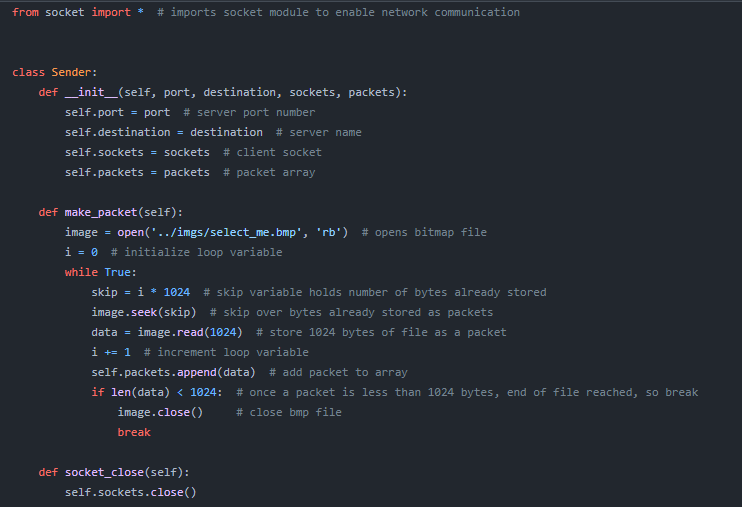 from socket import *  # imports socket module to enable network communication
class Sender:
    def __init__(self, port, destination, sockets, packets):
        self.port = port  # server port number
        self.destination = destination  # server name
        self.sockets = sockets  # client socket
        self.packets = packets  # packet array
    def make_packet(self):
        image = open('../imgs/select_me.bmp', 'rb')  # opens bitmap file
        i = 0  # initialize loop variable
        while True:
            skip = i * 1024  # skip variable holds number of bytes already stored
            image.seek(skip)  # skip over bytes already stored as packets
            data = image.read(1024)  # store 1024 bytes of file as a packet
            i += 1  # increment loop variable
            self.packets.append(data)  # add packet to array
            if len(data) < 1024:  # once a packet is less than 1024 bytes, end of file reached, so break
                image.close()     # close bmp file
                break
    def socket_close(self):
        self.sockets.close()